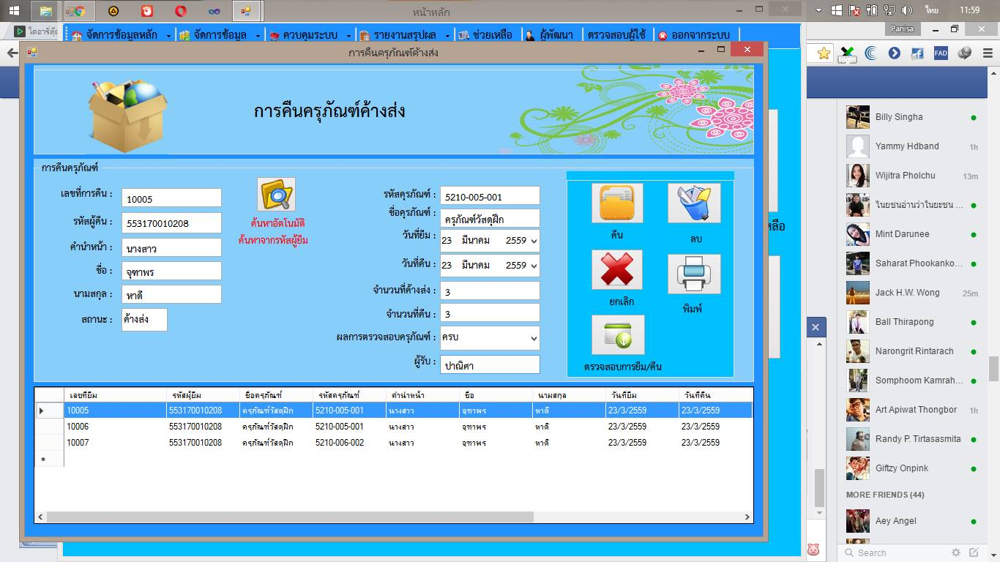 หน้าหลัก
ไทย 11:59
ไดอารี่ตุ๊ด
จัดการข้อมูลหลัก จัดการข้อมูล ควบคุมระบบ รายงานสรุปผล ช่วยเหลือ ผู้พัฒนา ตรวจสอบผู้ใช้ ออกจากระบบ
Panisa
การคืนครุภัณฑ์ค้างส่ง
login FAD
การคืนครุภัณฑ์ค้างส่ง
การคืนครุภัณฑ์
เลขที่การคืน : 10005
รหัสผู้คืน : 553170010208
คำนำหน้า : นางสาว
ชื่อ : จุฑาพร
นามสกุล : หาดี
สถานะ : ค้างส่ง
ค้นหาอัตโนมัติ
ค้นหาจากรหัสผู้ยืม
รหัสคุรภัณฑ์ : 5210-005-001
ชื่อคุรภัณฑ์ : ครุภัณฑ์วัสดุฝึก
วันที่ยืม : 23 มีนาคม 2559
วันที่คืน : 23 มีนาคม 2559
จำนวนที่ค้างส่ง : 3
จำนวนที่คืน : 3
ผลการตรวจสอบครุภัณฑ์ : ครบ
ผู้รับ : ปาณิศา
คืน ลบ
ยกเลิก พิมพ์
ตรวจสอบการยืม/คืน
หลือ
เลขที่ยืม รหัสผู้ยืม ชื่อครุภัณฑ์ รหัสครุภัณฑ์ คำนำหน้า ชื่อ นามสกุล วันที่ยืม วันที่คืน
10005 553170010208 ครุภัณฑ์วัสดุฝึก 5210-005-001 นางสาว จุฑาพร หาดี 23/3/2559 23/3/2559
10006 553170010208 ครุภัณฑ์วัสดุฝึก 5210-005-001 นางสาว จุฑาพร หาดี 23/3/2559 23/3/2559
10007 553170010208 ครุภัณฑ์วัสดุฝึก 5210-006-002 นางสาว จุฑาพร หาดี 23/3/2559 23/3/2559
*
Billy Singha
Yammy Hdband 1h
Wijitra Pholchu 13m
ไนยชนอ่านว่าในยะชน ...
Mint Darunee
Saharat Phookanko...
Jack H.W. Wong 25m
Ball Thirapong
Narongrit Rintarach
Somphoom Kamrah...
Art Apiwat Thongbor 1h
Randy P. Tirtasasmita
Giftzy Onpink
MORE FRIENDS (44)
Aey Angel
Search